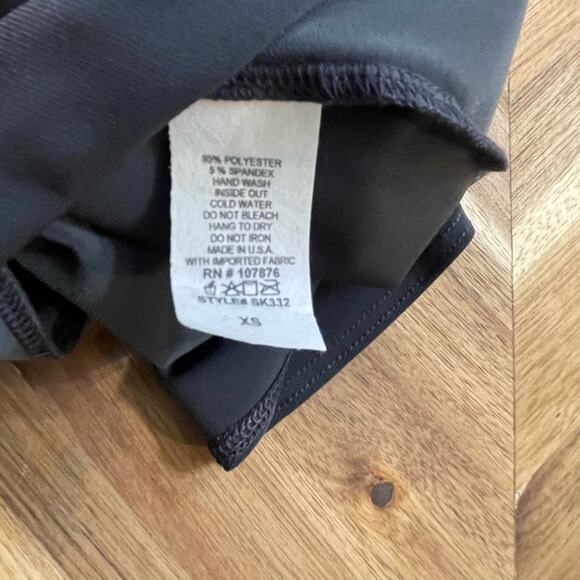 95% POLYESTER
5 % SPANDEX
HAND WASH
INSIDE OUT
COLD WATER
DO NOT BLEACH
HANG TO DRY
DO NOT IRON
MADE IN U.S.A.
WITH IMPORTED FABRIC
RN # 107876
STYLE# SK332
XS